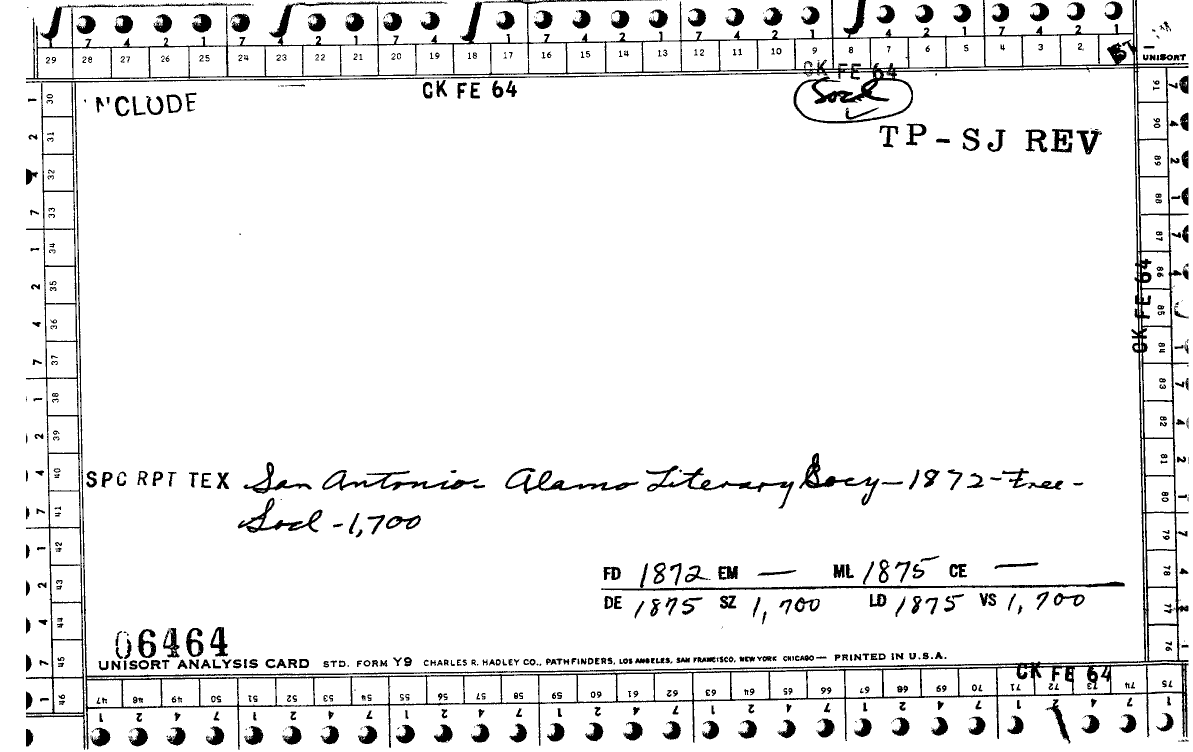 7 4 2 1 7 4 2 1 7 4 2 1 7 4 2 1 7 4 2 1 7 4 2 1
29 28 27 26 25 24 23 22 21 20 19 18 17 16 15 14 13 12 11 10 9 8 7 6 5 4 3 2 1 UNISORT
CK FE 64
CK FE 64
NCLUDE
Socl
TP-SJ REV
CK FE 64
SPC RPT TEX San Antonio - Alamo Literary Socy - 1872 - Free -
Socl - 1,700
FD 1872 EM — ML 1875 CE —
DE 1875 SZ 1,700 LD 1875 VS 1,700
06464
UNISORT ANALYSIS CARD STD. FORM Y9 CHARLES R. HADLEY CO., PATHFINDERS, LOS ANGELES, SAN FRANCISCO, NEW YORK CHICAGO — PRINTED IN U.S.A.
CK FE 64
30 31 32 33 34 35 36 37 38 39 40 41 42 43 44 45 46
47 48 49 50 51 52 53 54 55 56 57 58 59 60 61 62 63 64 65 66 67 68 69 70 71 72 73 74 75
76 77 78 79 80 81 82 83 84 85 86 87 88 89 90 91